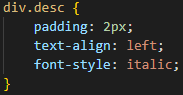 div.desc {
    padding: 2px;
    text-align: left;
    font-style: italic;
}